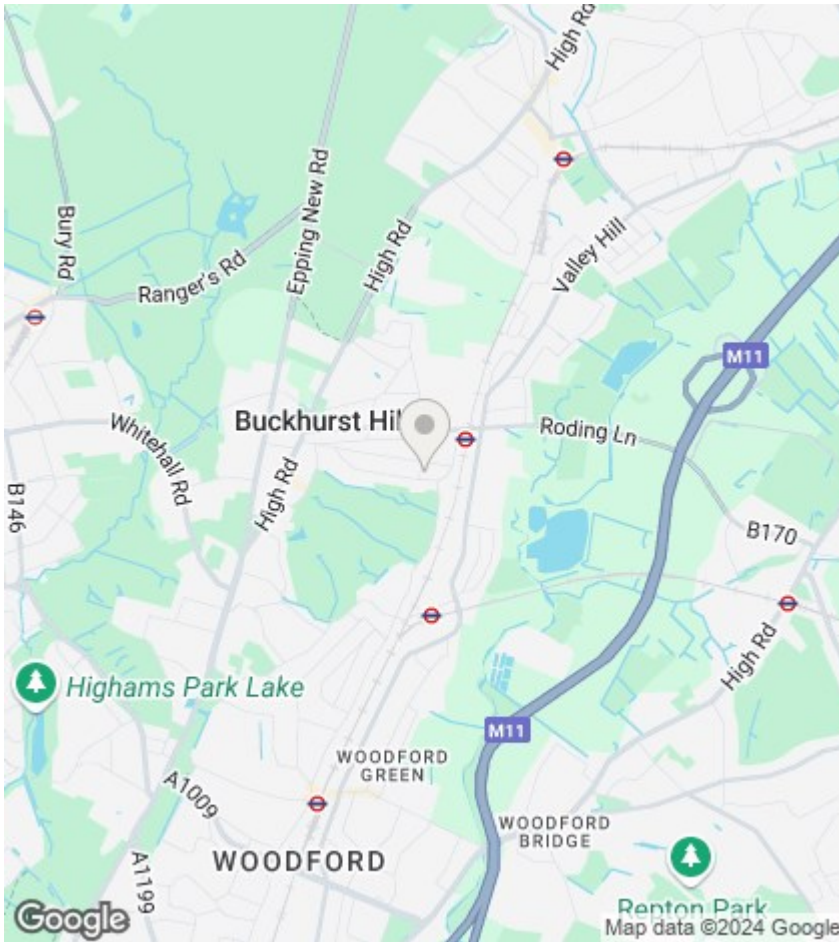 High Rd
Epping New Rd
Bury Rd
High Rd
Valley Hill
Ranger's Rd
M11
Buckhurst Hil
Roding Ln
Whitehall Rd
High Rd
B146
B170
High Rd
Highams Park Lake
M11
WOODFORD
GREEN
A1009
WOODFORD
BRIDGE
WOODFORD
A1199
Repton Park
Google
Map data ©2024 Google